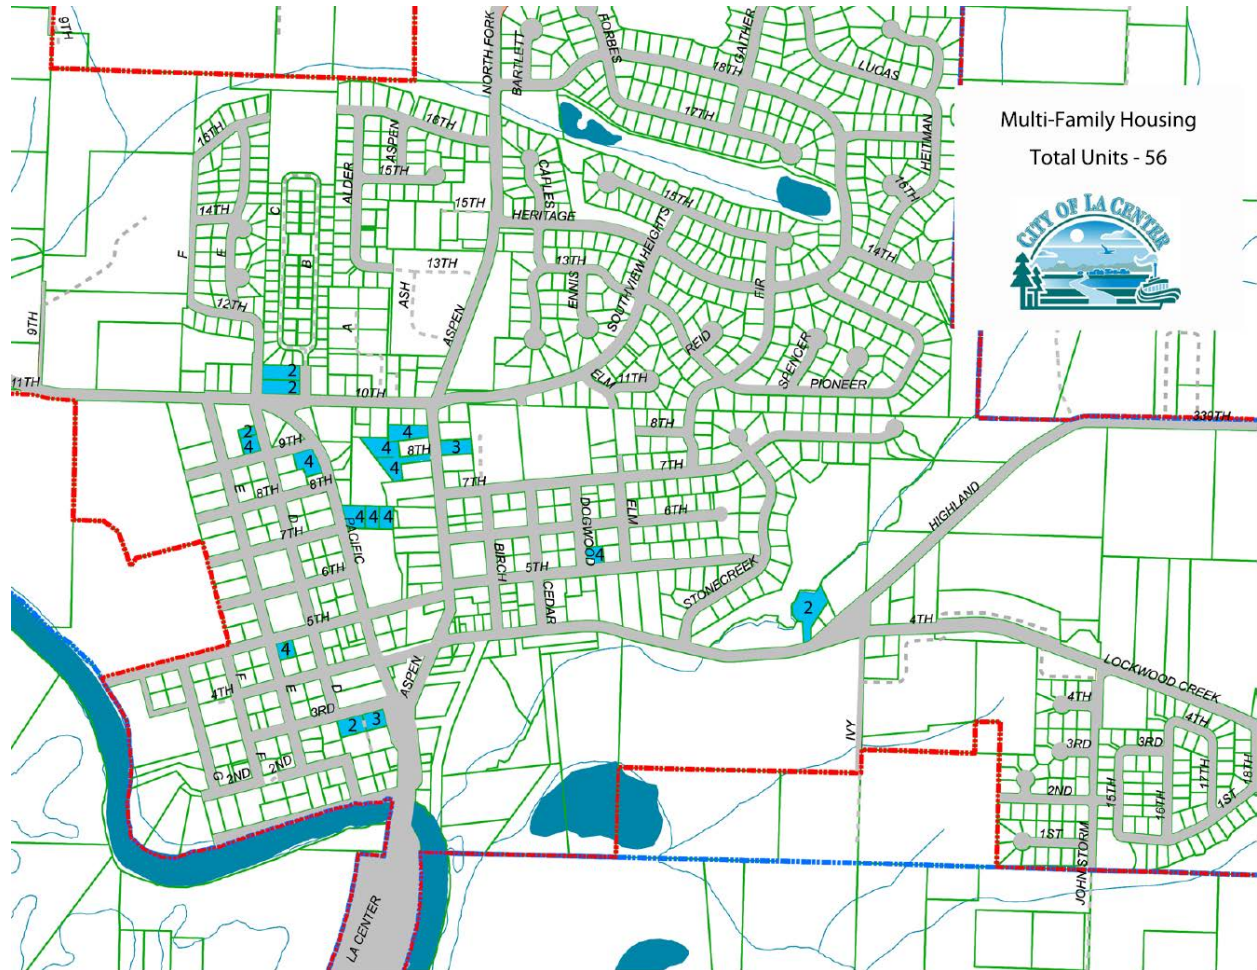 9TH
NORTH FORK
BARTLETT
FORBES
GAITHER
18TH
LUCAS
17TH
HEITMAN
Multi-Family Housing
Total Units - 56
CITY OF LA CENTER
16TH
ASPEN
16TH
ALDER
15TH
CAPLES
15TH
16TH
C
15TH
14TH
HERITAGE
SOUTHVIEW HEIGHTS
F
E
B
13TH
13TH
14TH
ASH
ENNIS
FIR
12TH
9TH
A
ASPEN
REID
SPENCER
PIONEER
2
2
11TH
10TH
ELM
11TH
339TH
2
4
9TH
4
4
8TH
3
4
8TH
4
8TH
4
7TH
E
8TH
D
7TH
4
4
4
PACIFIC
DOGWOOD
ELM
6TH
HIGHLAND
6TH
BIRCH
5TH
4
CEDAR
STONECREEK
5TH
2
4TH
4
F
E
D
4TH
ASPEN
LOCKWOOD CREEK
3RD
2
3
IVY
4TH
4TH
3RD
3RD
F
2ND
2ND
G
2ND
15TH
16TH
17TH
18TH
1ST
1ST
JOHN STORM
LA CENTER